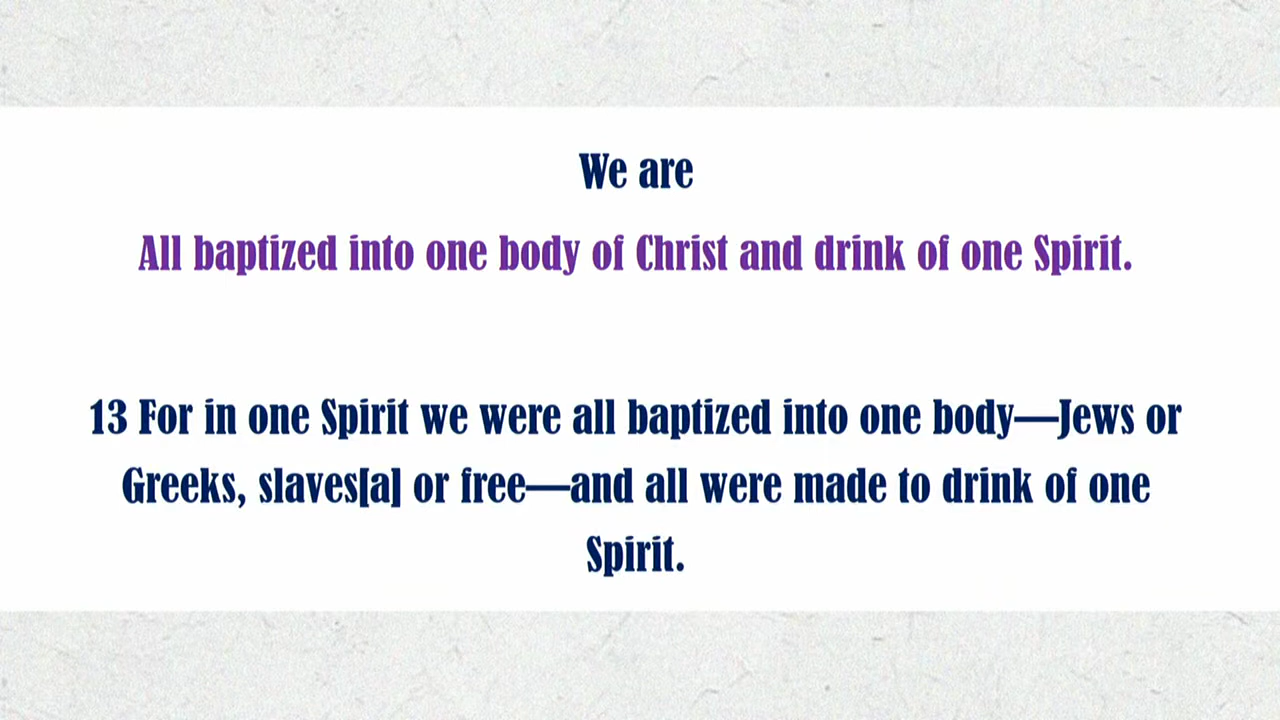 We are
All baptized into one body of Christ and drink of one Spirit.
13 For in one Spirit we were all baptized into one body—Jews or
Greeks, slaves[a] or free—and all were made to drink of one
Spirit.